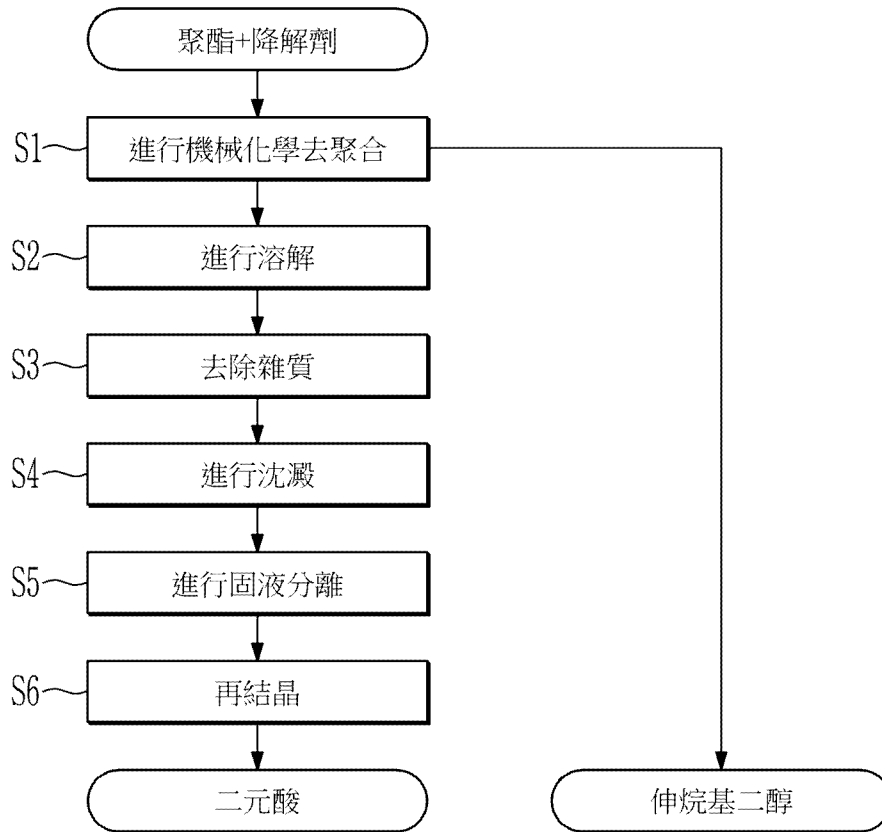 聚酯+降解劑
S1
進行機械化學去聚合
S2
進行溶解
S3
去除雜質
S4
進行沈澱
S5
進行固液分離
S6
再結晶
二元酸
伸烷基二醇